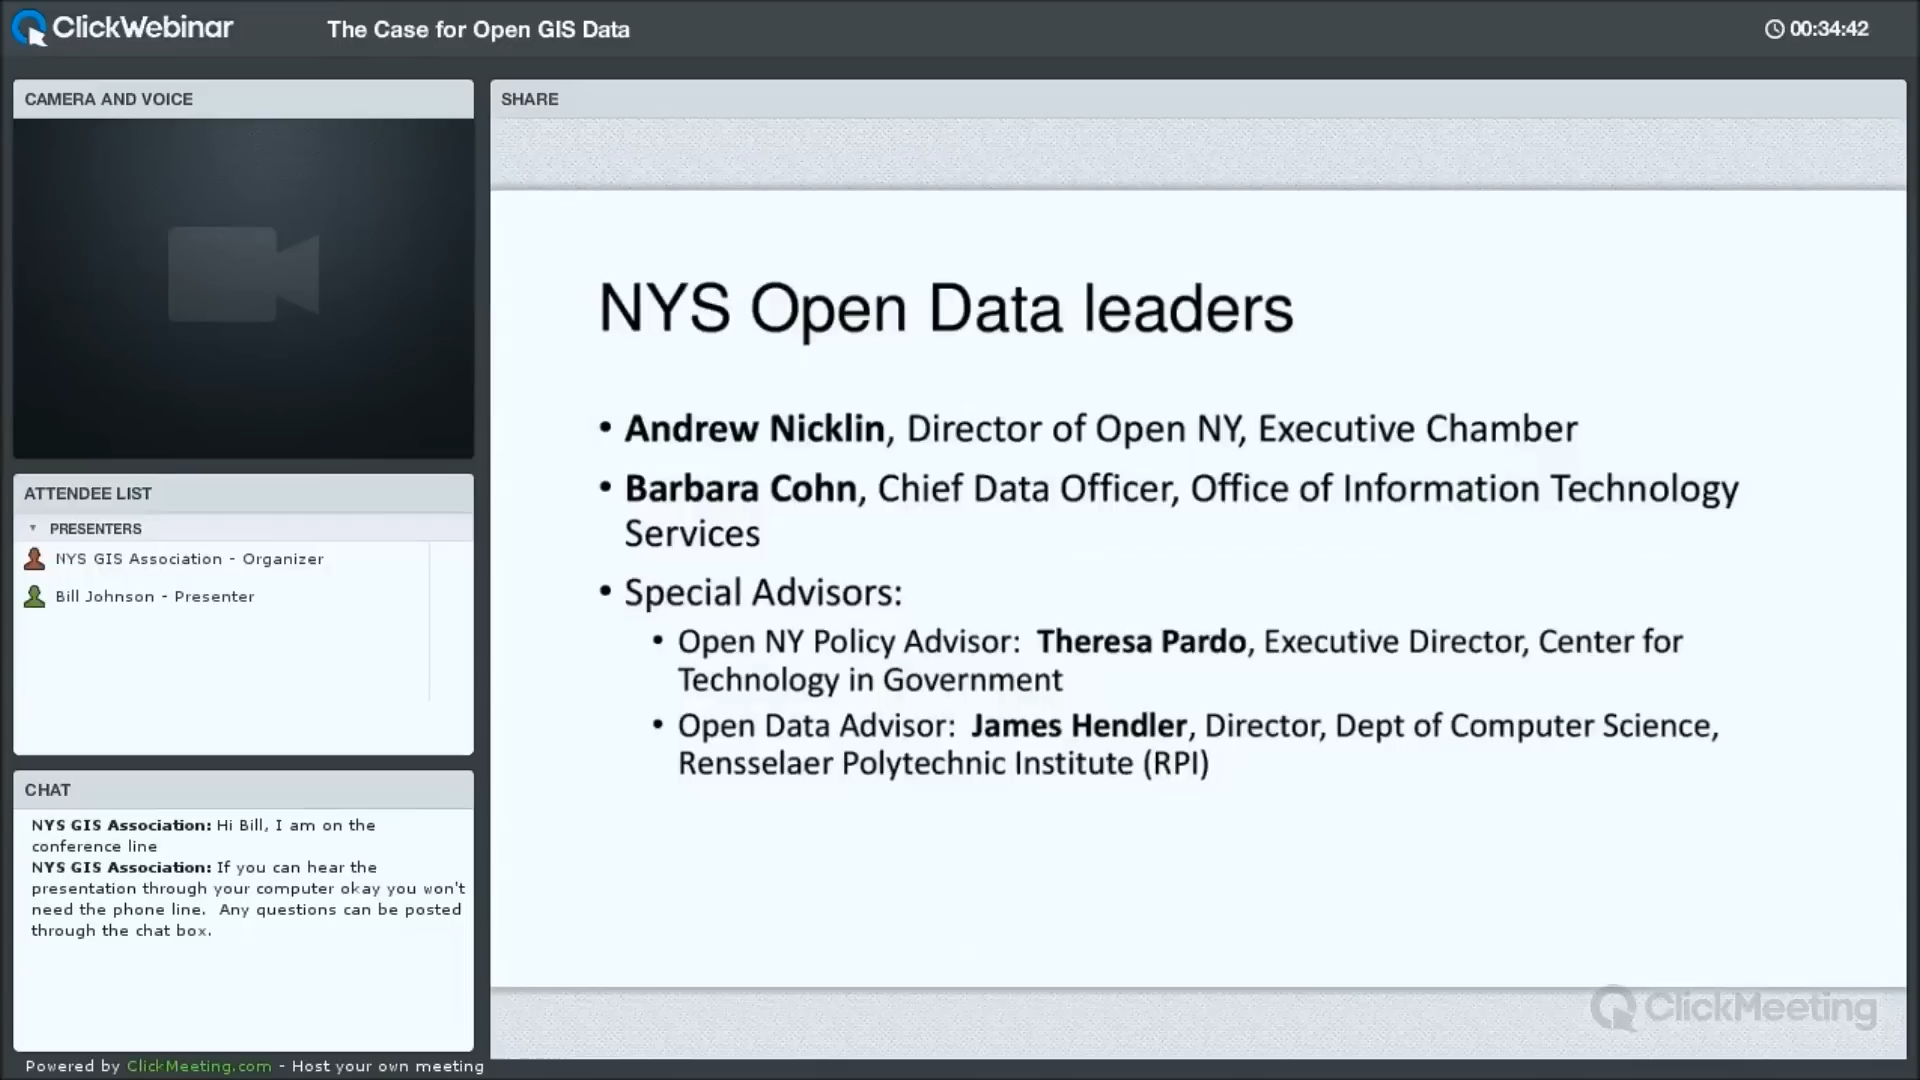 ClickWebinar
The Case for Open GIS Data
00:34:42
CAMERA AND VOICE
ATTENDEE LIST
PRESENTERS
NYS GIS Association - Organizer
Bill Johnson - Presenter
CHAT
NYS GIS Association: Hi Bill, I am on the
conference line
NYS GIS Association: If you can hear the
presentation through your computer okay you won't
need the phone line. Any questions can be posted
through the chat box.
Powered by ClickMeeting.com - Host your own meeting
SHARE
NYS Open Data leaders
• Andrew Nicklin, Director of Open NY, Executive Chamber
• Barbara Cohn, Chief Data Officer, Office of Information Technology
Services
• Special Advisors:
• Open NY Policy Advisor: Theresa Pardo, Executive Director, Center for
Technology in Government
• Open Data Advisor: James Hendler, Director, Dept of Computer Science,
Rensselaer Polytechnic Institute (RPI)
ClickMeeting